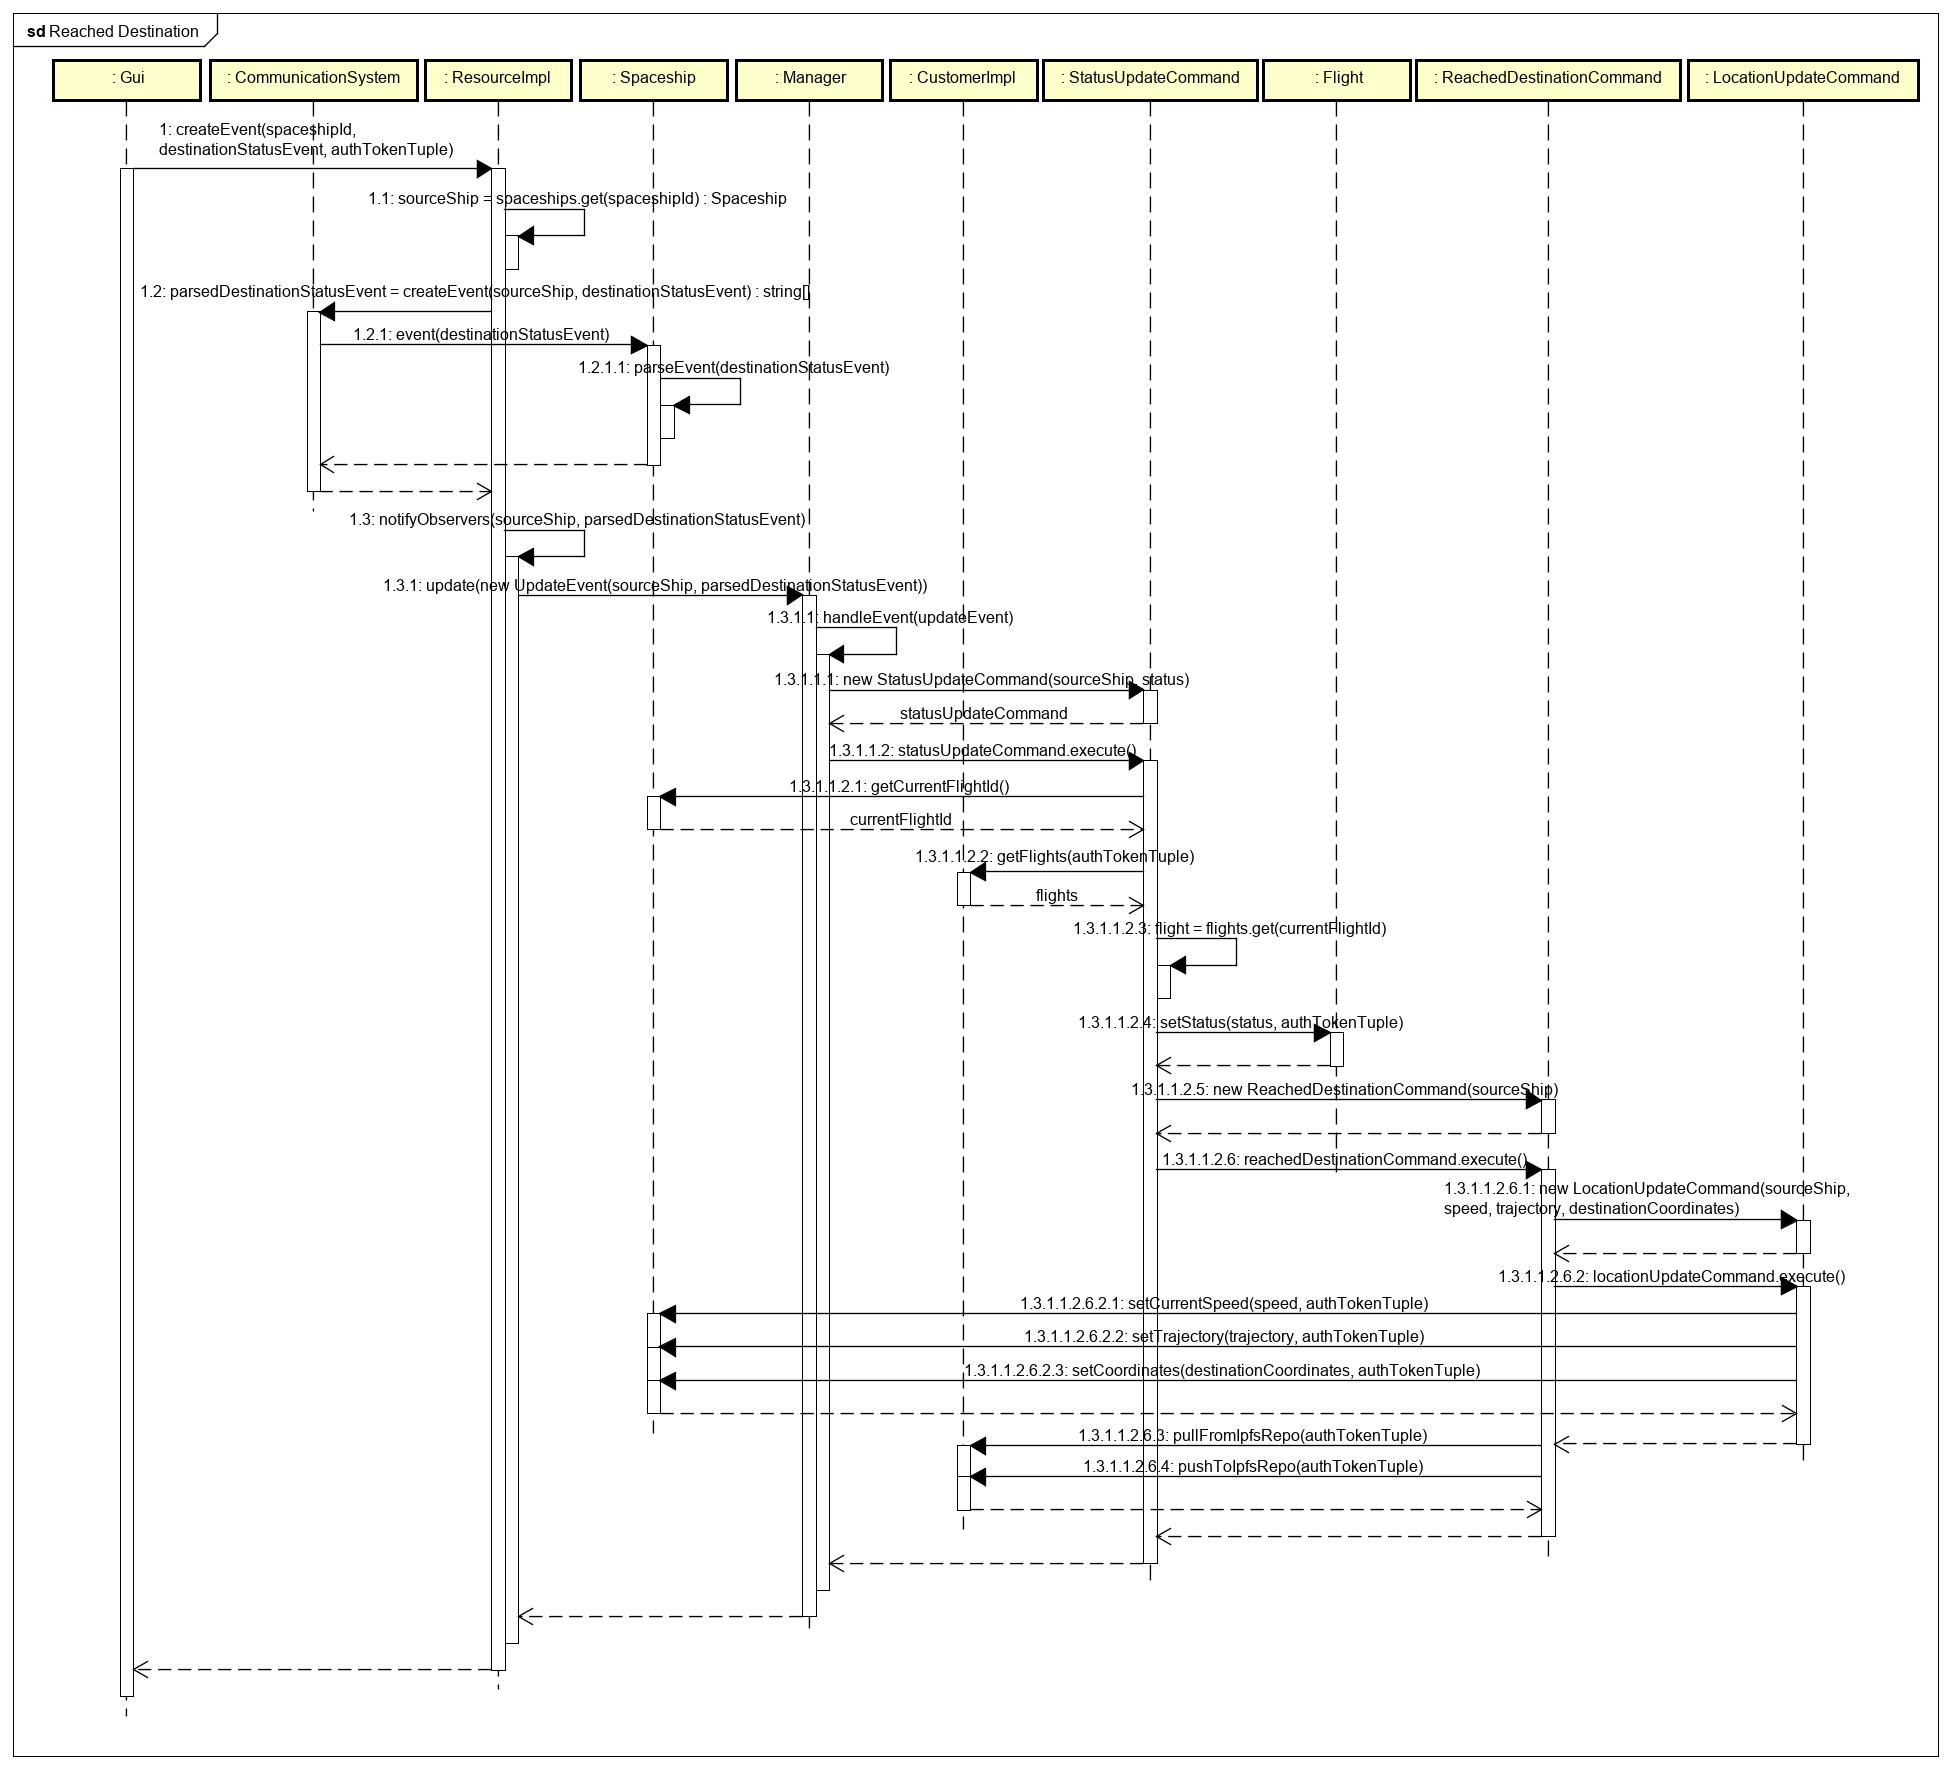 sd Reached Destination
: Gui
: CommunicationSystem
: ResourceImpl
: Spaceship
: Manager
: CustomerImpl
: StatusUpdateCommand
: Flight
: ReachedDestinationCommand
: LocationUpdateCommand
1: createEvent(spaceshipId,
destinationStatusEvent, authTokenTuple)
1.1: sourceShip = spaceships.get(spaceshipId) : Spaceship
1.2: parsedDestinationStatusEvent = createEvent(sourceShip, destinationStatusEvent) : string[]
1.2.1: event(destinationStatusEvent)
1.2.1.1: parseEvent(destinationStatusEvent)
1.3: notifyObservers(sourceShip, parsedDestinationStatusEvent)
1.3.1: update(new UpdateEvent(sourceShip, parsedDestinationStatusEvent))
1.3.1.1: handleEvent(updateEvent)
1.3.1.1.1: new StatusUpdateCommand(sourceShip, status)
statusUpdateCommand
1.3.1.1.2: statusUpdateCommand.execute()
1.3.1.1.2.1: getCurrentFlightId()
currentFlightId
1.3.1.1.2.2: getFlights(authTokenTuple)
flights
1.3.1.1.2.3: flight = flights.get(currentFlightId)
1.3.1.1.2.4: setStatus(status, authTokenTuple)
1.3.1.1.2.5: new ReachedDestinationCommand(sourceShip)
1.3.1.1.2.6: reachedDestinationCommand.execute()
1.3.1.1.2.6.1: new LocationUpdateCommand(sourceShip,
speed, trajectory, destinationCoordinates)
1.3.1.1.2.6.2: locationUpdateCommand.execute()
1.3.1.1.2.6.2.1: setCurrentSpeed(speed, authTokenTuple)
1.3.1.1.2.6.2.2: setTrajectory(trajectory, authTokenTuple)
1.3.1.1.2.6.2.3: setCoordinates(destinationCoordinates, authTokenTuple)
1.3.1.1.2.6.3: pullFromIpfsRepo(authTokenTuple)
1.3.1.1.2.6.4: pushToIpfsRepo(authTokenTuple)